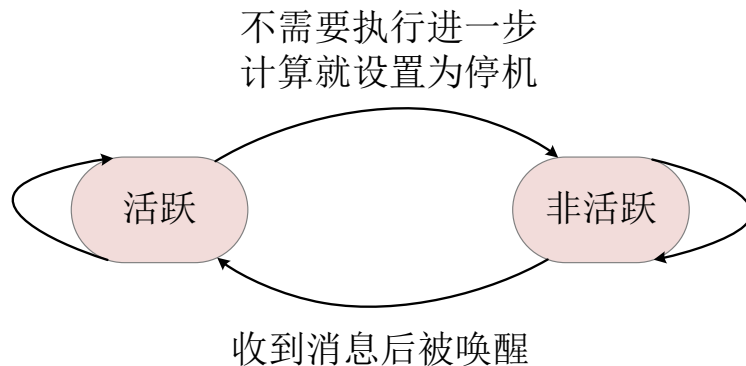 不需要执行进一步
计算就设置为停机
活跃
非活跃
收到消息后被唤醒